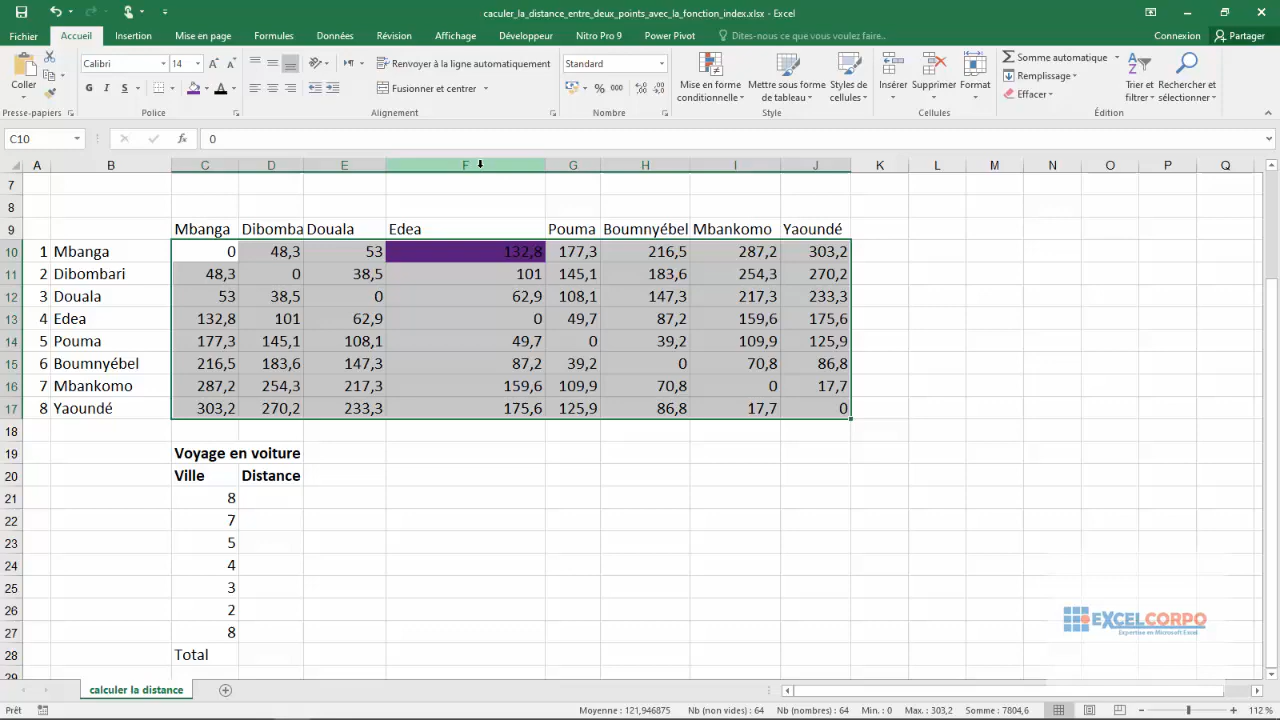 caculer_la_distance_entre_deux_points_avec_la_fonction_index.xlsx - Excel
Fichier Accueil Insertion Mise en page Formules Données Révision Affichage Développeur Nitro Pro 9 Power Pivot Dites-nous ce que vous voulez faire... Connexion Partager
Calibri 14 Renvoyer à la ligne automatiquement Standard Somme automatique
Coller Mise en forme Mettre sous forme Styles de Insérer Supprimer Format Remplissage Trier et Rechercher et
G I S A Fusionner et centrer % 000 conditionnelle de tableau cellules Effacer filtrer sélectionner
Presse-papiers Police Alignement Nombre Style Cellules Édition
C10 fx 0
A B C D E F G H I J K L M N O P Q
7
8
9 Mbanga Dibomba Douala Edea Pouma Boumnyébel Mbankomo Yaoundé
10 1 Mbanga 0 48,3 53 132,8 177,3 216,5 287,2 303,2
11 2 Dibombari 48,3 0 38,5 101 145,1 183,6 254,3 270,2
12 3 Douala 53 38,5 0 62,9 108,1 147,3 217,3 233,3
13 4 Edea 132,8 101 62,9 0 49,7 87,2 159,6 175,6
14 5 Pouma 177,3 145,1 108,1 49,7 0 39,2 109,9 125,9
15 6 Boumnyébel 216,5 183,6 147,3 87,2 39,2 0 70,8 86,8
16 7 Mbankomo 287,2 254,3 217,3 159,6 109,9 70,8 0 17,7
17 8 Yaoundé 303,2 270,2 233,3 175,6 125,9 86,8 17,7 0
18
19 Voyage en voiture
20 Ville Distance
21 8
22 7
23 5
24 4
25 3
26 2
27 8
28 Total
29
EXCELCORPO
Expertise en Microsoft Excel
calculer la distance
Prêt Moyenne : 121,946875 Nb (non vides) : 64 Nb (nombres) : 64 Min. : 0 Max. : 303,2 Somme : 7804,6 112 %